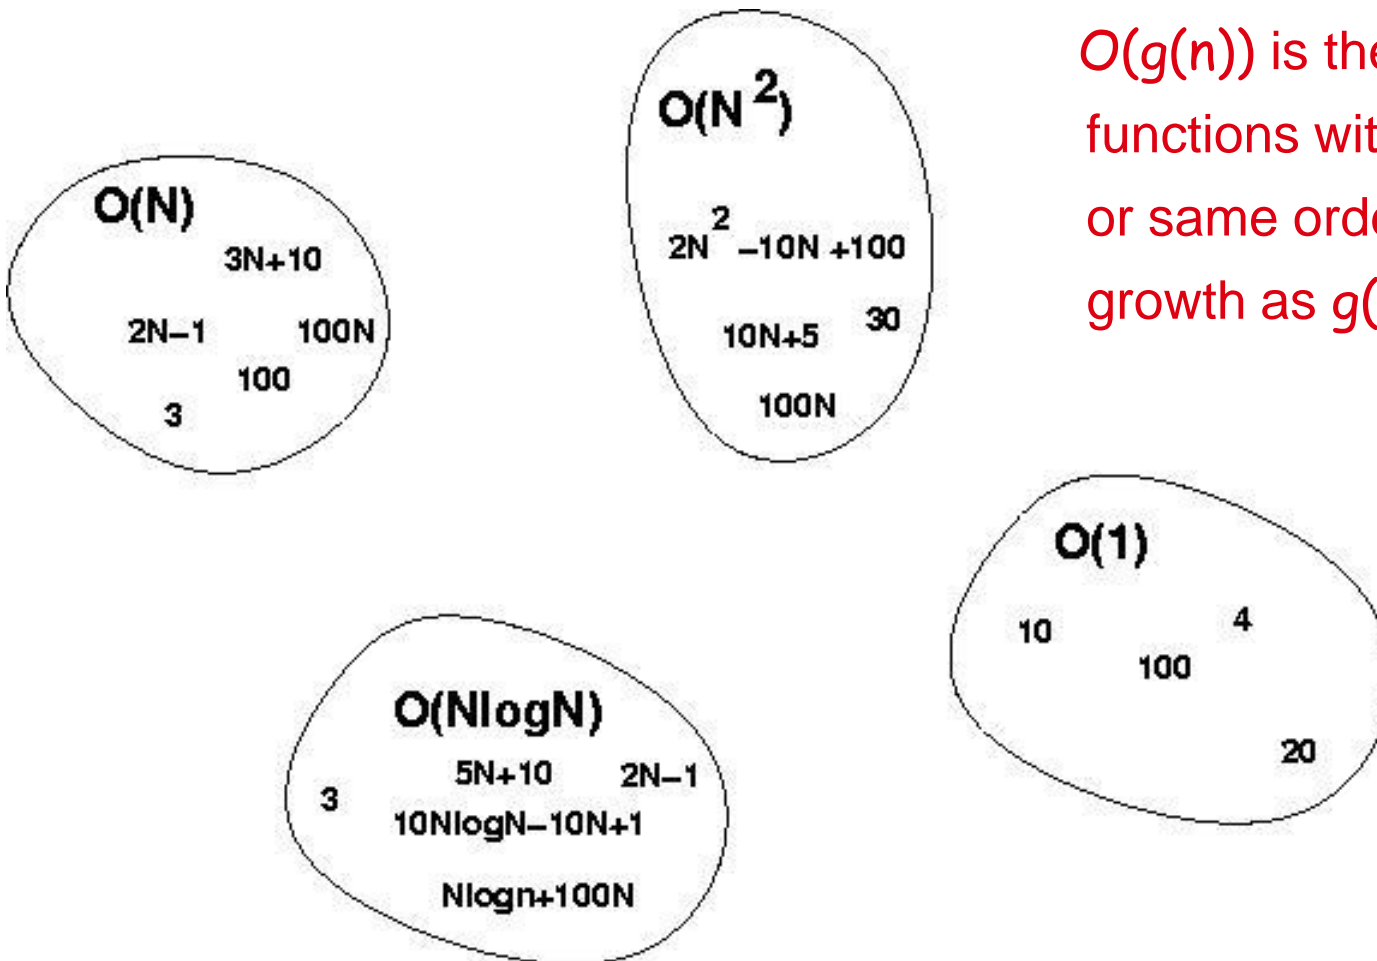 O(g(n)) is the
functions wit
or same orde
growth as g(
O(N)
3N+10
2N–1 100N
100
3
O(N²)
2N² –10N +100
10N+5 30
100N
O(1)
10 4
100
20
O(NlogN)
5N+10 2N–1
3
10NlogN–10N+1
Nlogn+100N